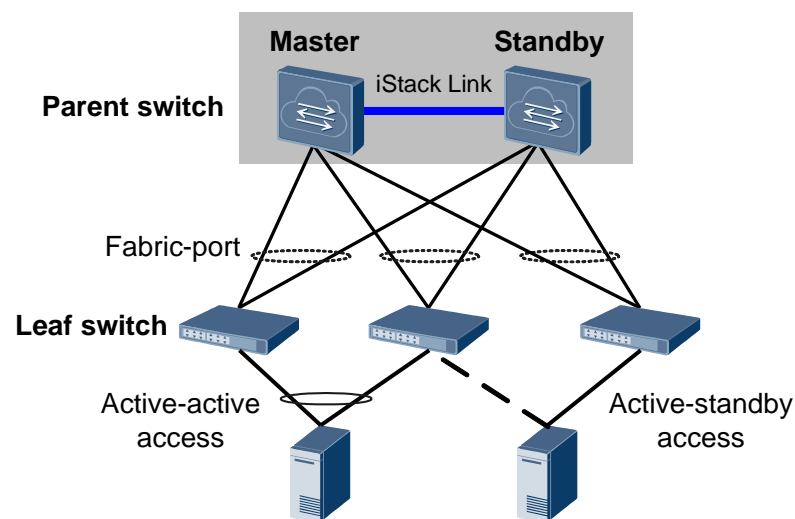 Master
Standby
iStack Link
Parent switch
Fabric-port
Leaf switch
Active-active
access
Active-standby
access